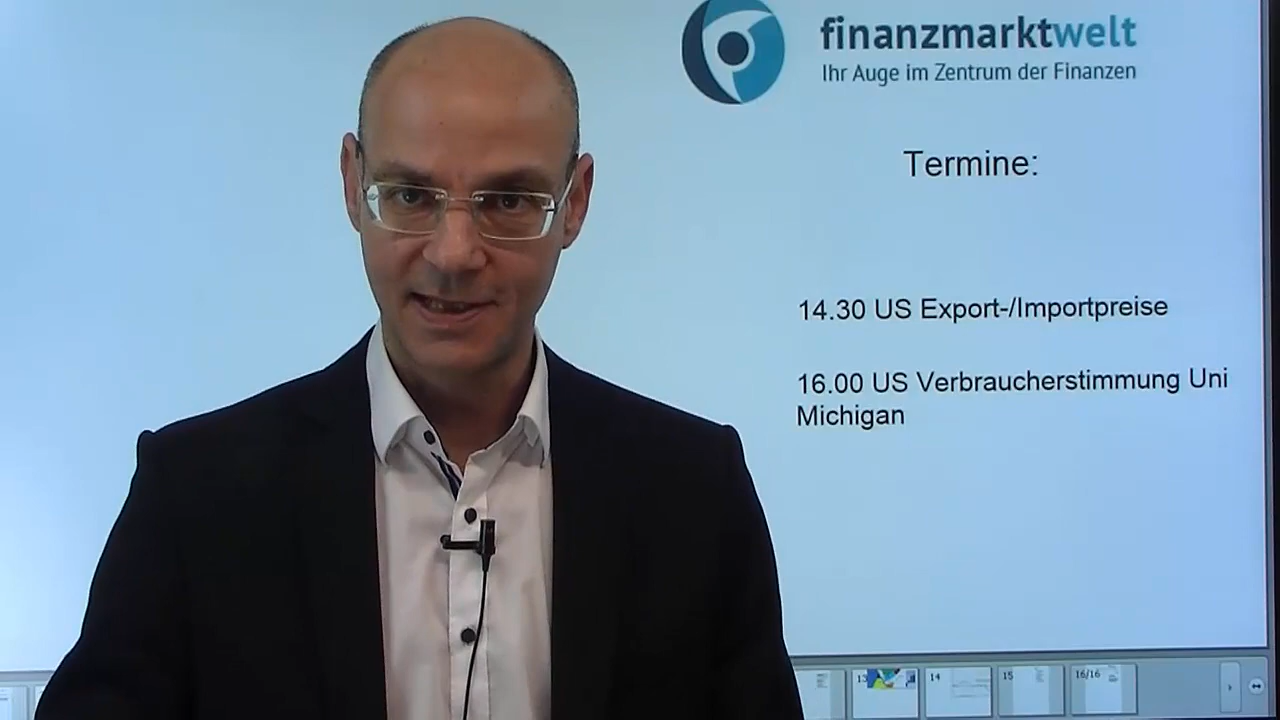 finanzmarktwelt
Ihr Auge im Zentrum der Finanzen
Termine:
14.30 US Export-/Importpreise
16.00 US Verbraucherstimmung Uni
Michigan
13
14
15
16/16